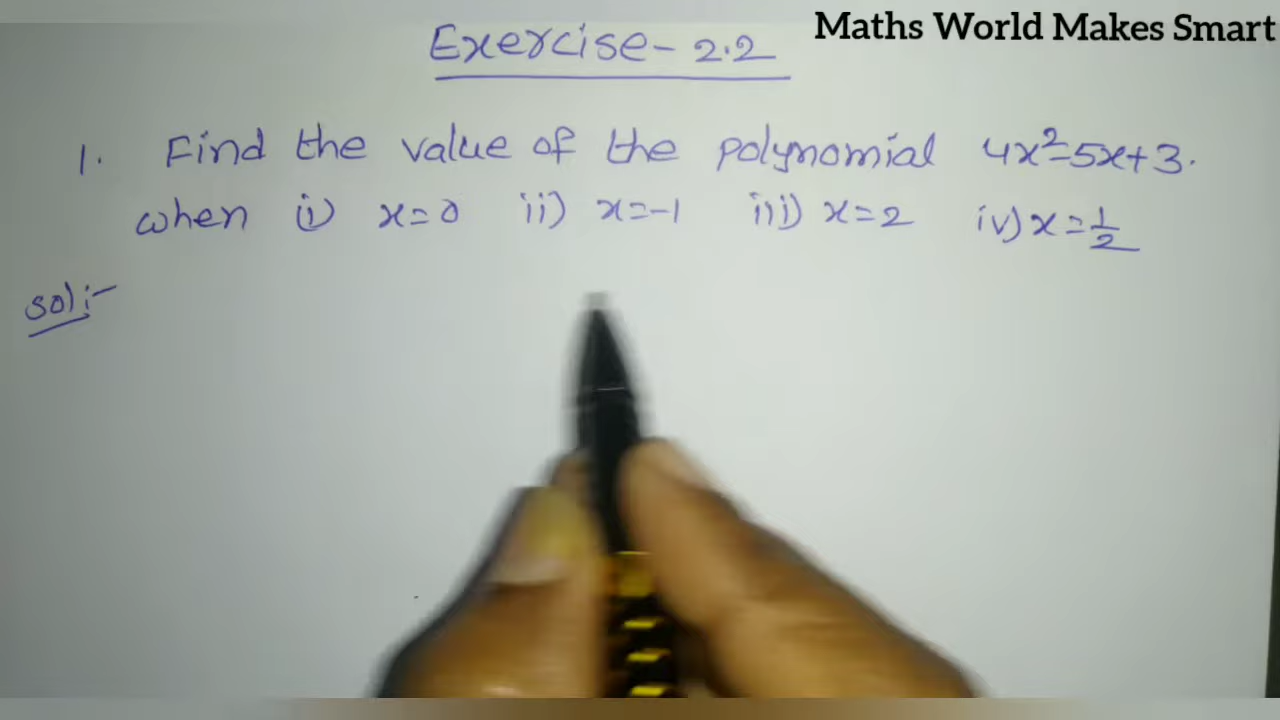 Maths World Makes Smart
Exercise- 2.2
1. Find the value of the polynomial 4x²-5x+3.
when (i) x=0 ii) x=-1 iii) x=2 iv) x=1/2
Sol:-